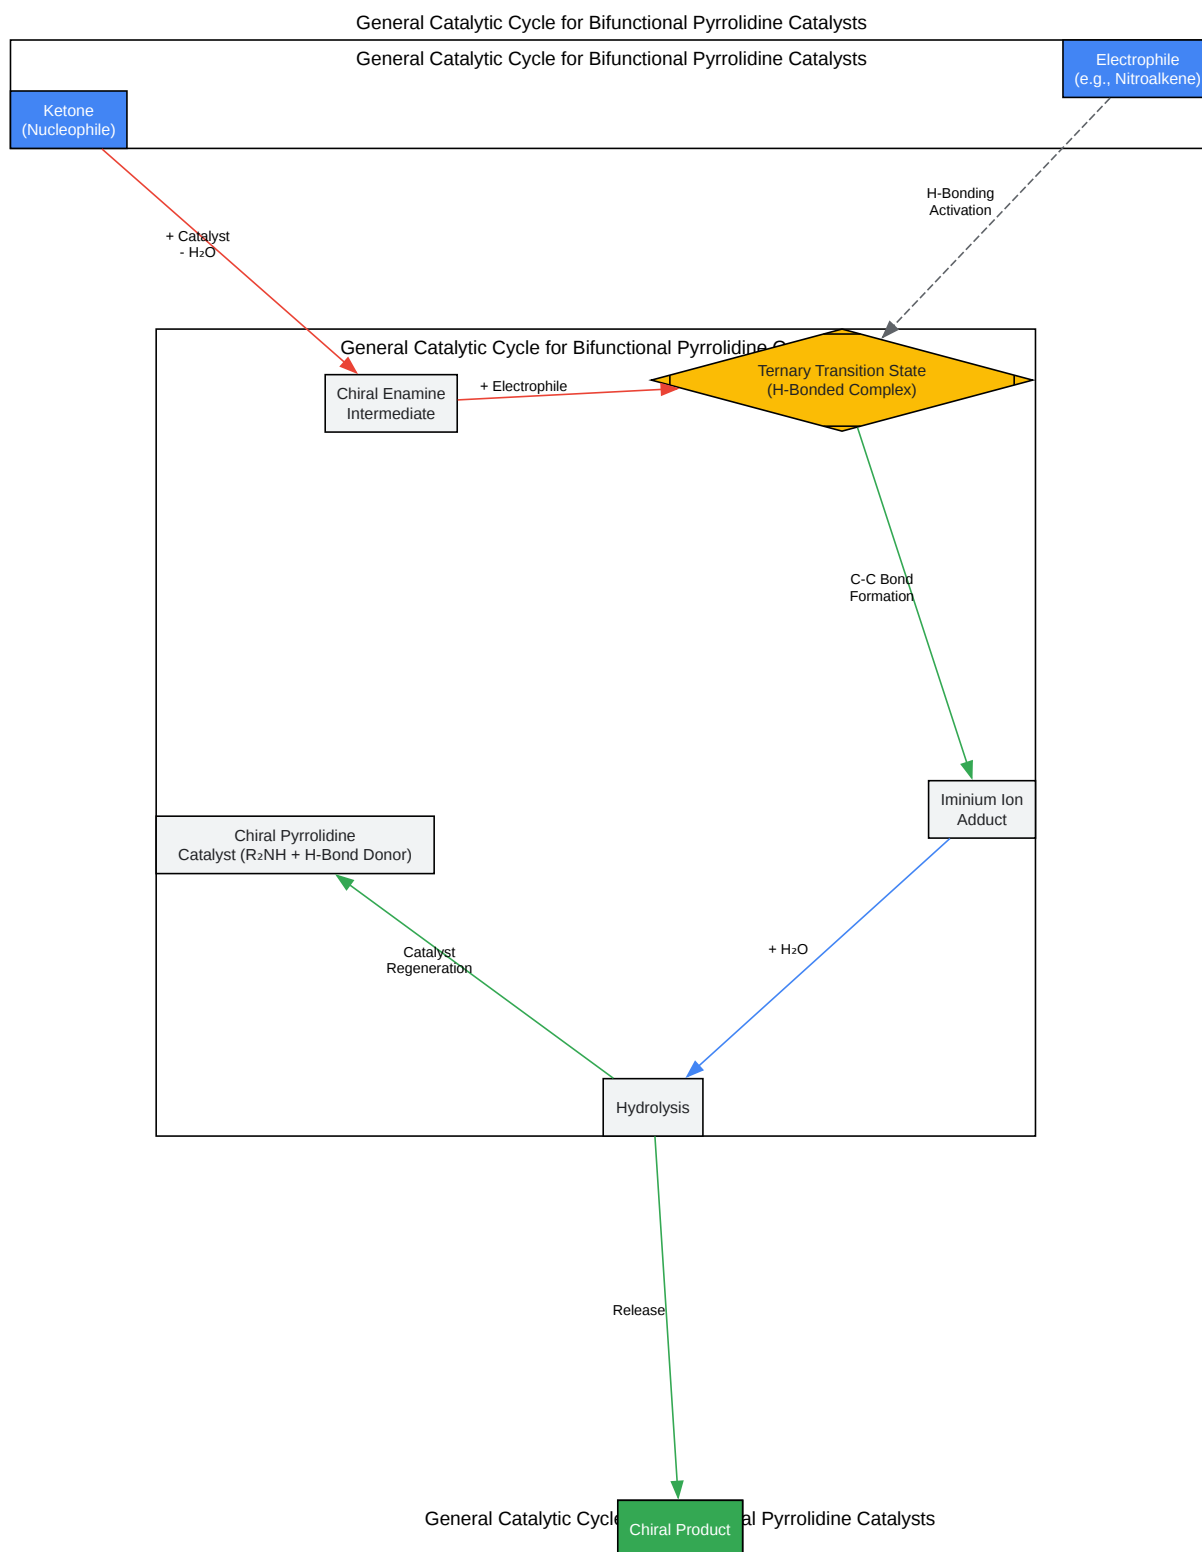 General Catalytic Cycle for Bifunctional Pyrrolidine Catalysts
General Catalytic Cycle for Bifunctional Pyrrolidine Catalysts
Electrophile
(e.g., Nitroalkene)
Ketone
(Nucleophile)
H-Bonding
Activation
+ Catalyst
- H₂O
General Catalytic Cycle for Bifunctional Pyrrolidine
Ternary Transition State
(H-Bonded Complex)
Chiral Enamine
Intermediate
+ Electrophile
C-C Bond
Formation
Iminium Ion
Adduct
Chiral Pyrrolidine
Catalyst (R₂NH + H-Bond Donor)
Catalyst
Regeneration
+ H₂O
Hydrolysis
Release
General Catalytic Pyrrolidine Catalysts
Chiral Product